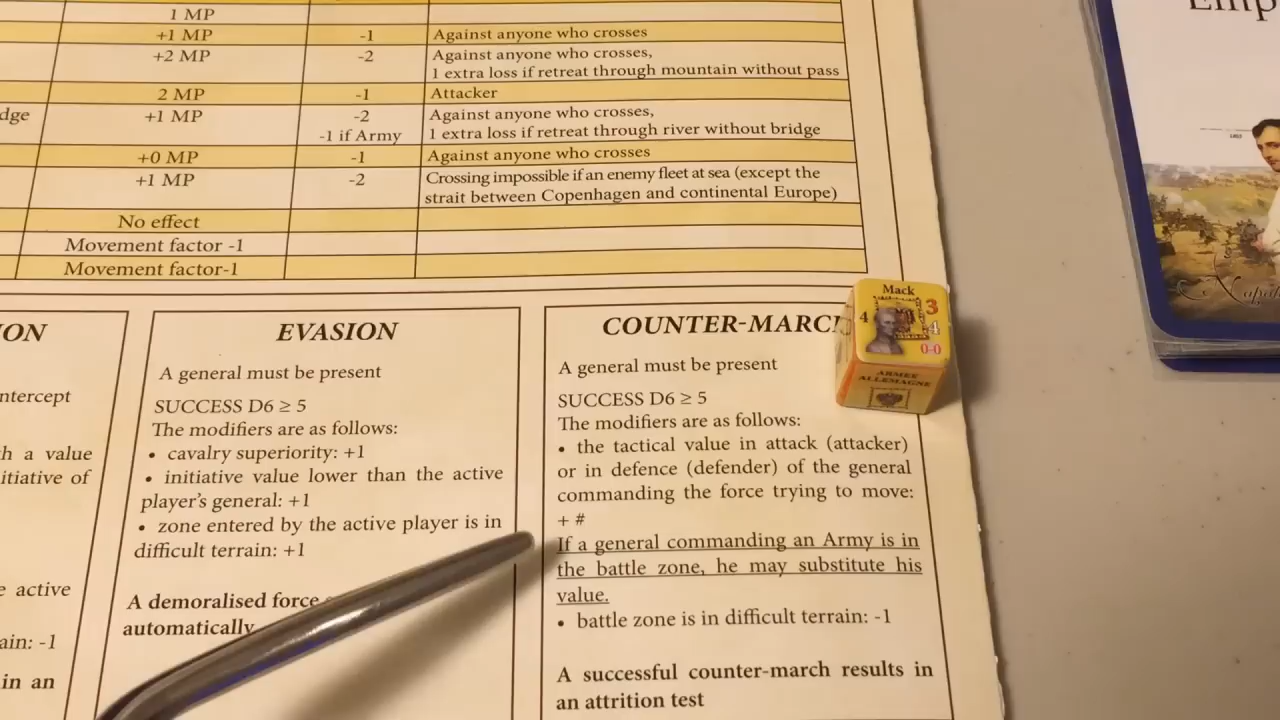 1 MP
+1 MP -1 Against anyone who crosses
+2 MP -2 Against anyone who crosses,
1 extra loss if retreat through mountain without pass
2 MP -1 Attacker
dge +1 MP -2 Against anyone who crosses,
-1 if Army 1 extra loss if retreat through river without bridge
+0 MP -1 Against anyone who crosses
+1 MP -2 Crossing impossible if an enemy fleet at sea (except the
strait between Copenhagen and continental Europe)
No effect
Movement factor -1
Movement factor-1
ION
ntercept
h a value
itiative of
e active
ain: -1
in an
EVASION
A general must be present
SUCCESS D6 ≥ 5
The modifiers are as follows:
• cavalry superiority: +1
• initiative value lower than the active
player's general: +1
• zone entered by the active player is in
difficult terrain: +1
A demoralised force
automatically
COUNTER-MARCH
A general must be present
SUCCESS D6 ≥ 5
The modifiers are as follows:
• the tactical value in attack (attacker)
or in defence (defender) of the general
commanding the force trying to move:
+ #
If a general commanding an Army is in
the battle zone, he may substitute his
value.
• battle zone is in difficult terrain: -1
A successful counter-march results in
an attrition test
Mack
4 3
4
0-0
ARMEE
ALLEMAGNE
Emp